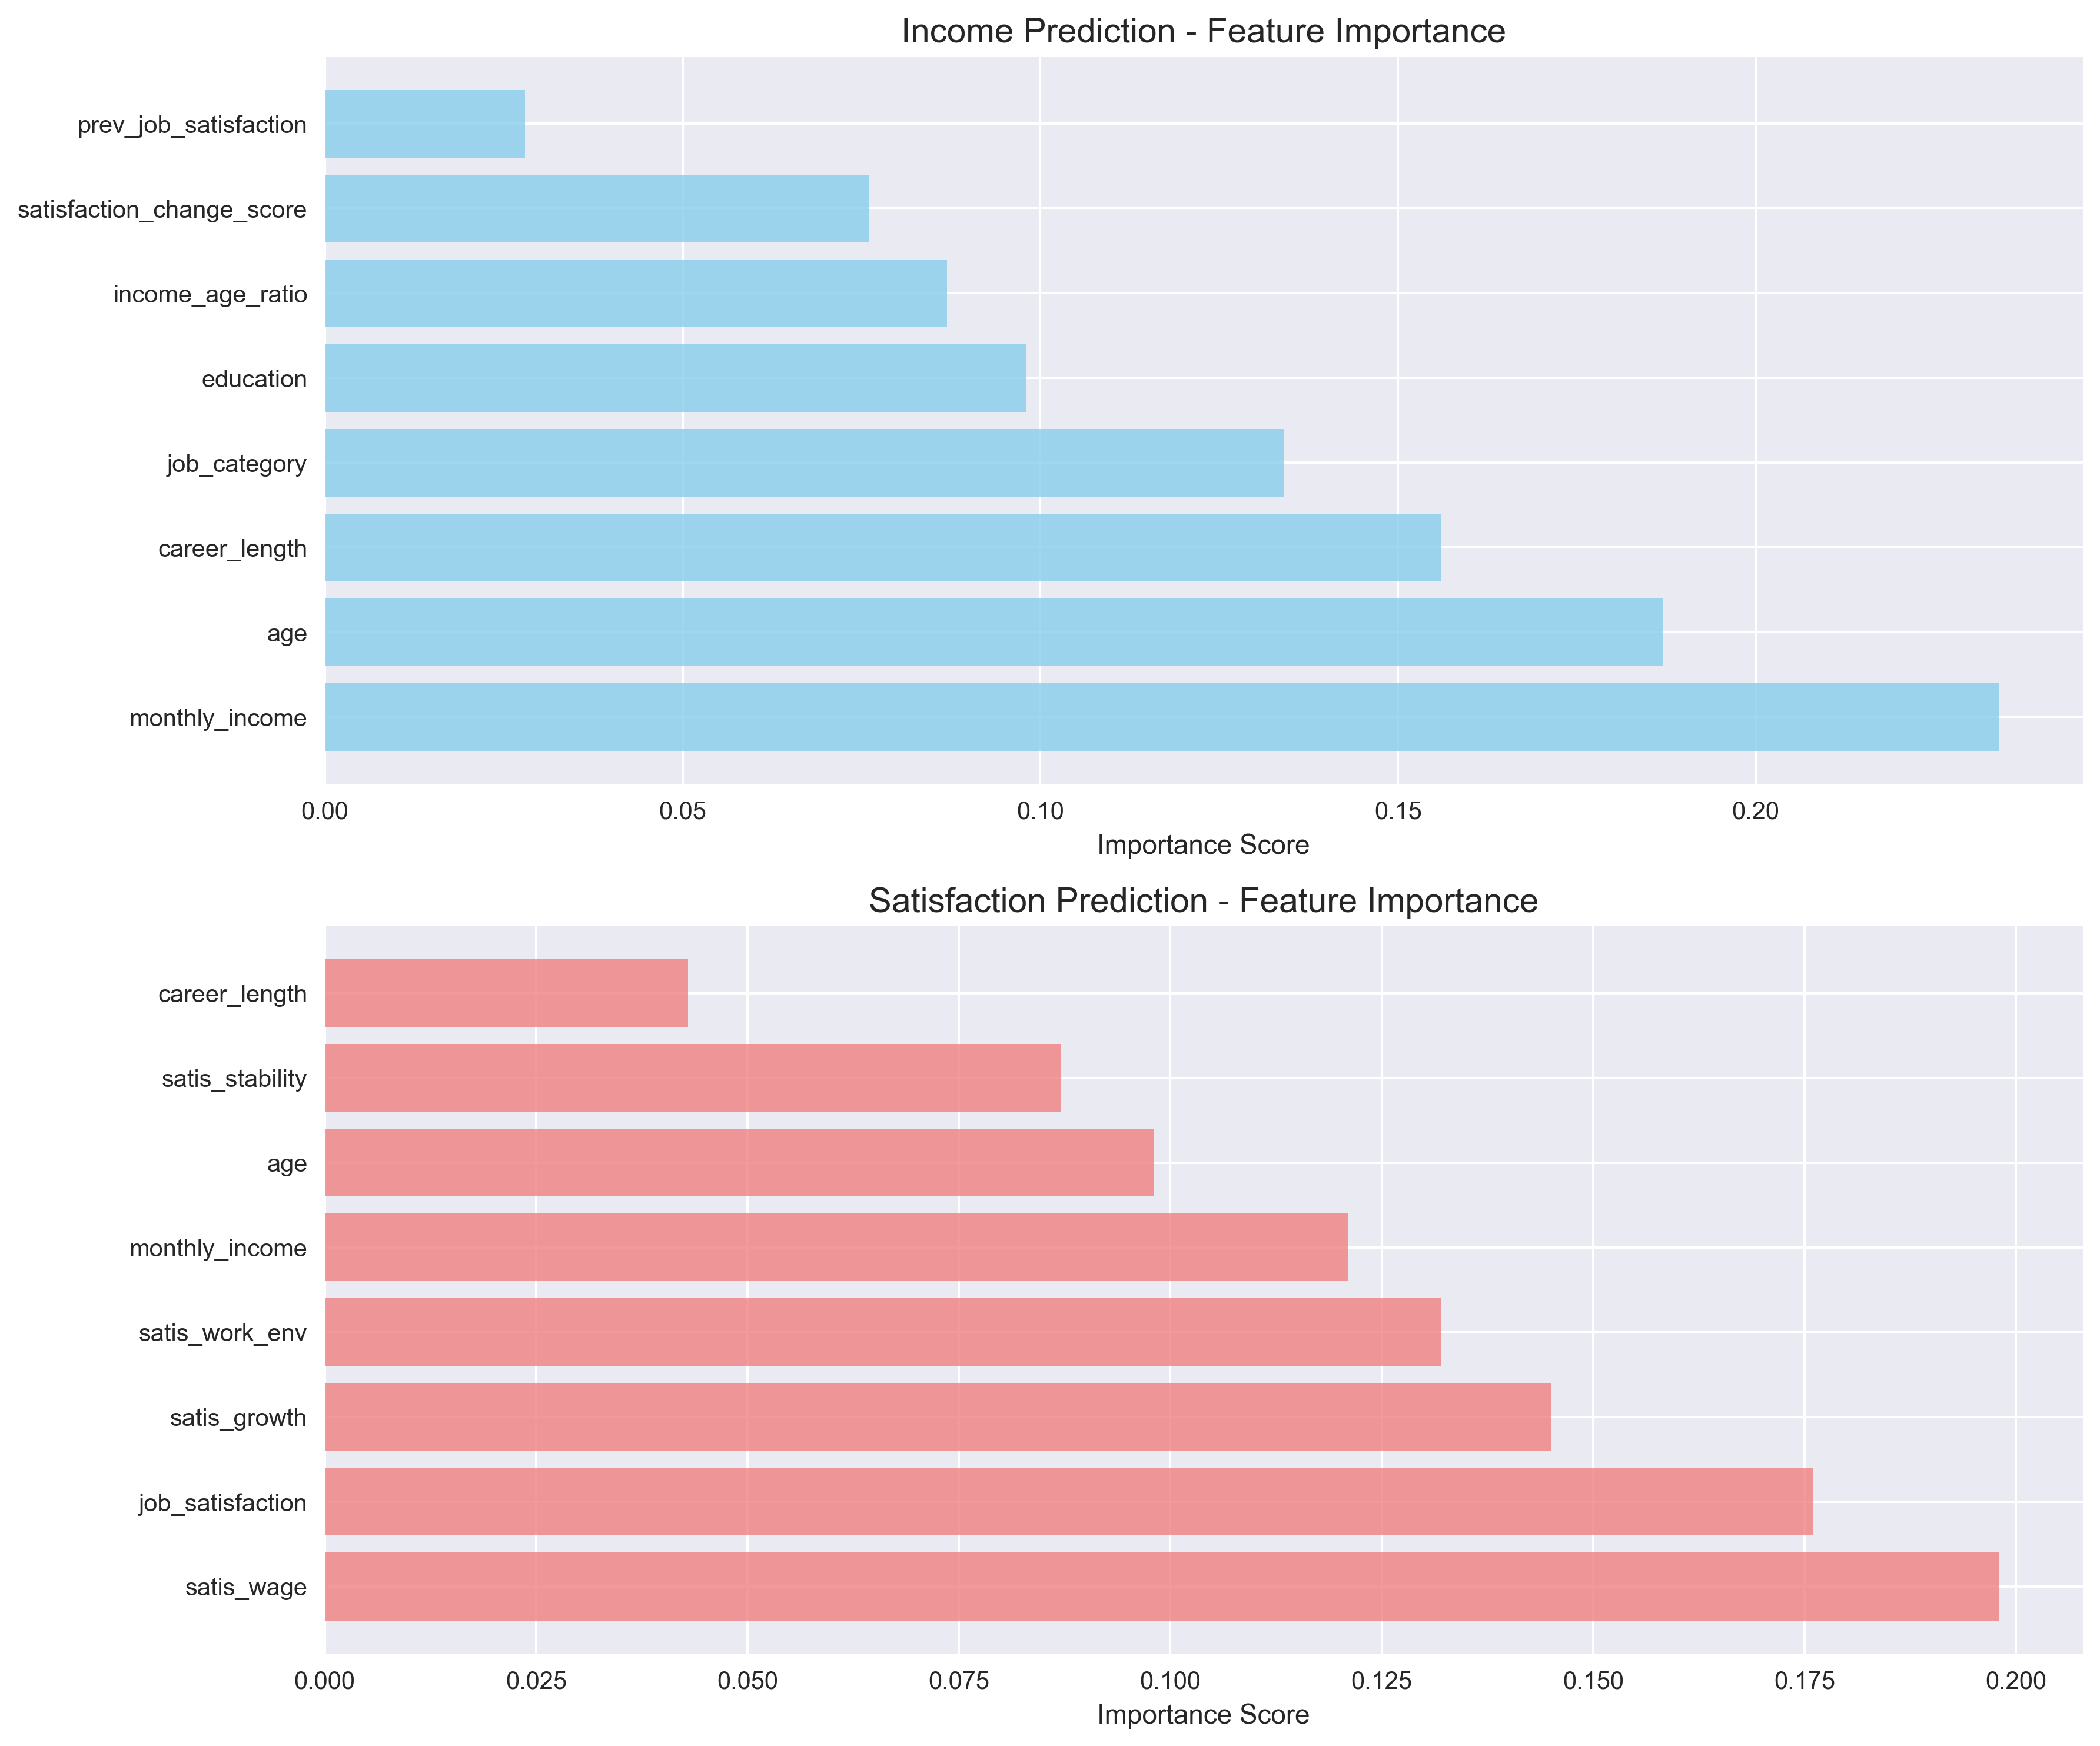 Income Prediction - Feature Importance
prev_job_satisfaction
satisfaction_change_score
income_age_ratio
education
job_category
career_length
age
monthly_income
0.00 0.05 0.10 0.15 0.20
Importance Score
Satisfaction Prediction - Feature Importance
career_length
satis_stability
age
monthly_income
satis_work_env
satis_growth
job_satisfaction
satis_wage
0.000 0.025 0.050 0.075 0.100 0.125 0.150 0.175 0.200
Importance Score